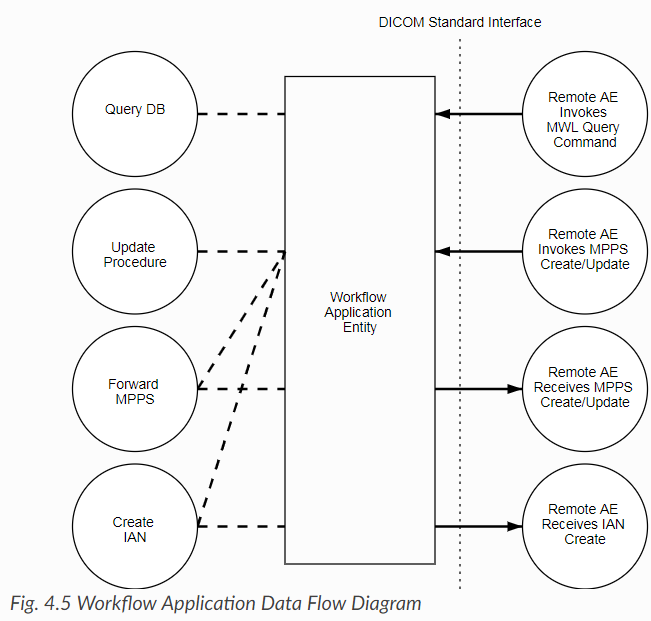 DICOM Standard Interface
Query DB
Remote AE
Invokes
MWL Query
Command
Update
Procedure
Remote AE
Invokes MPPS
Create/Update
Workflow
Application
Entity
Forward
MPPS
Remote AE
Receives MPPS
Create/Update
Create
IAN
Remote AE
Receives IAN
Create
Fig. 4.5 Workflow Application Data Flow Diagram